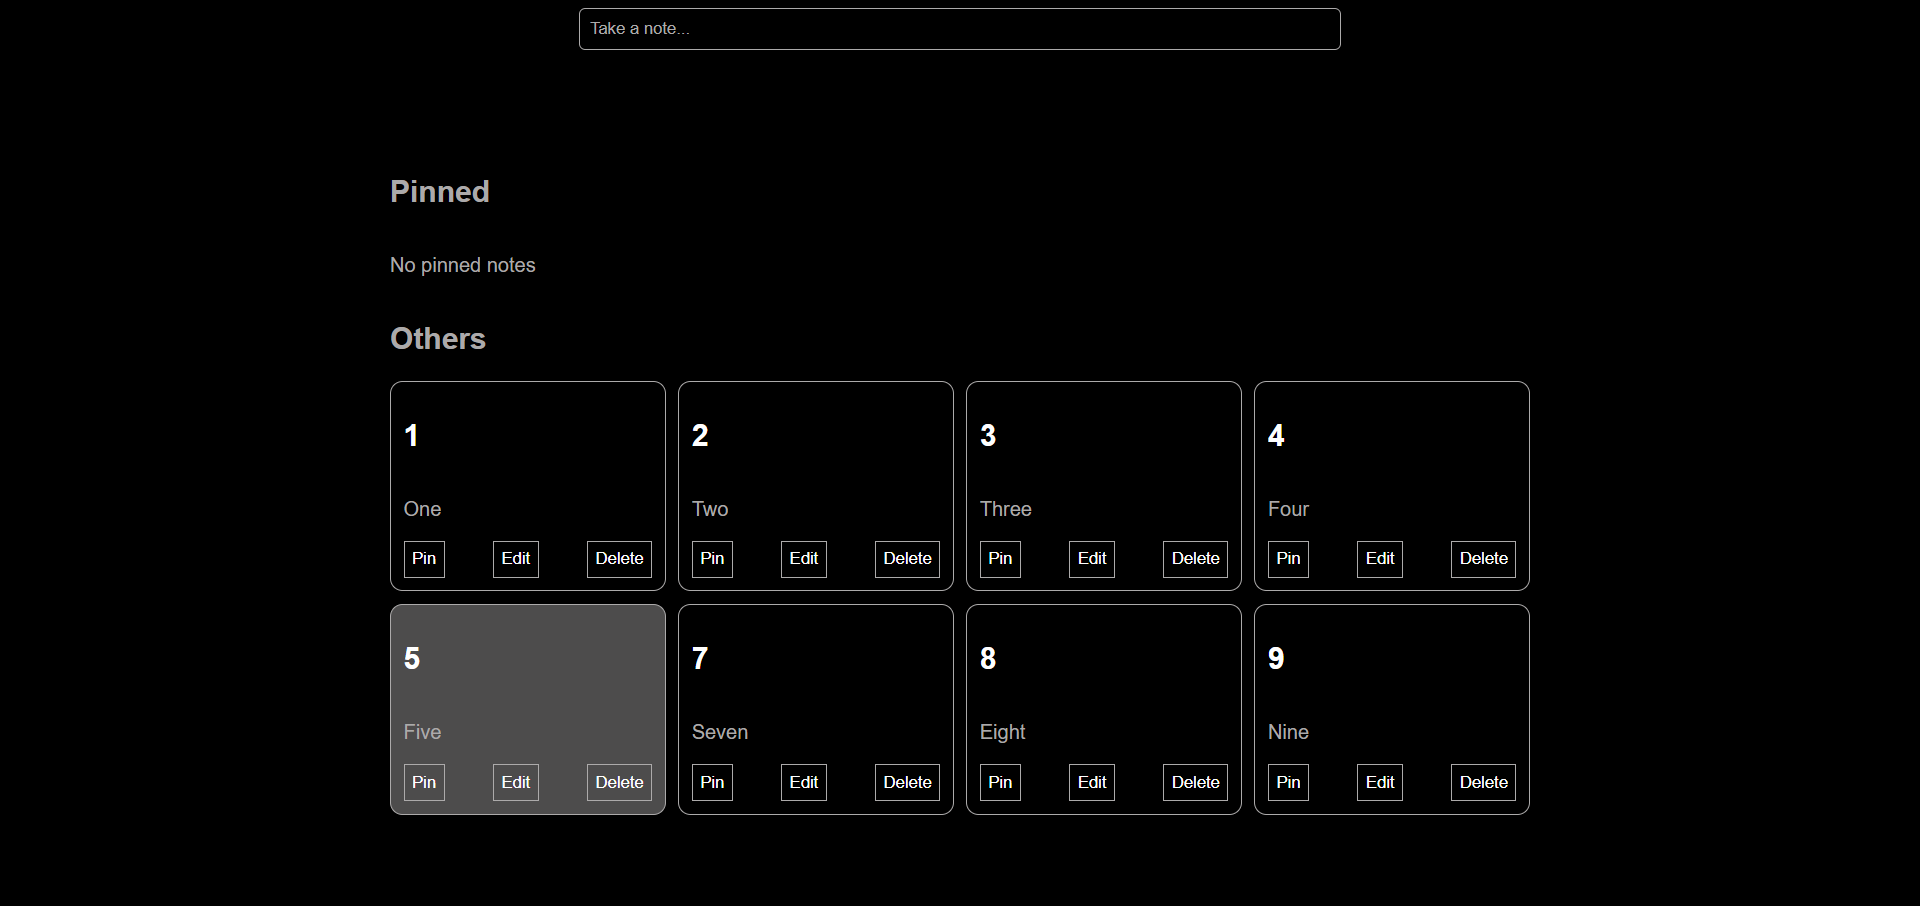 Take a note...
Pinned
No pinned notes
Others
1
One
Pin Edit Delete
2
Two
Pin Edit Delete
3
Three
Pin Edit Delete
4
Four
Pin Edit Delete
5
Five
Pin Edit Delete
7
Seven
Pin Edit Delete
8
Eight
Pin Edit Delete
9
Nine
Pin Edit Delete